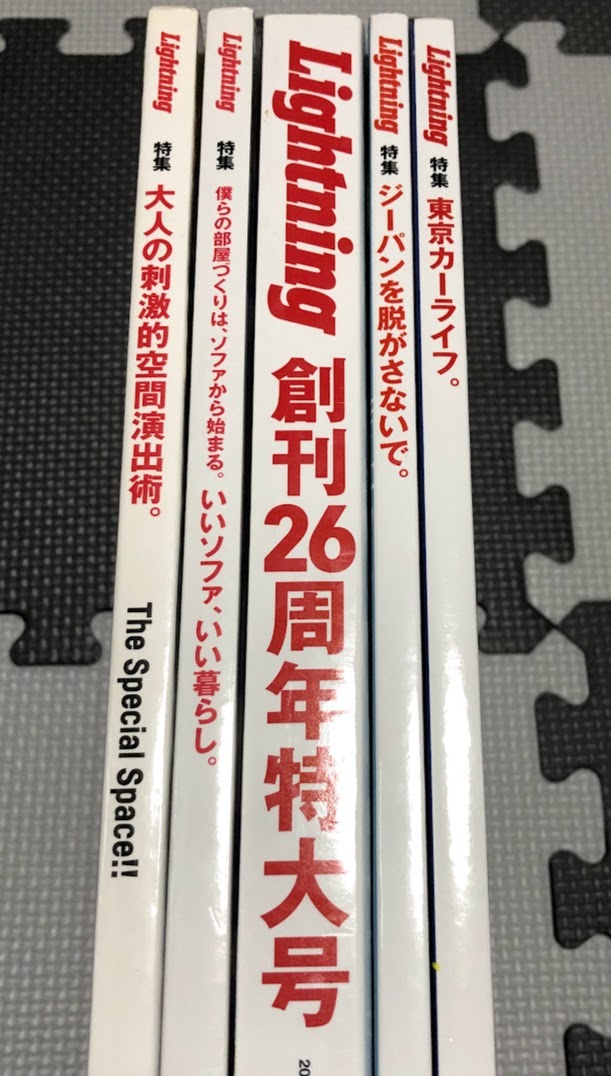 Lightning
特集
大人の刺激的空間演出術。
The Special Space!!
Lightning
特集
僕らの部屋づくりは、ソファから始まる。いいソファ、いい暮らし。
Lightning
創刊26周年特大号
20
Lightning
特集
ジーパンを脱がさないで。
Lightning
特集
東京カーライフ。